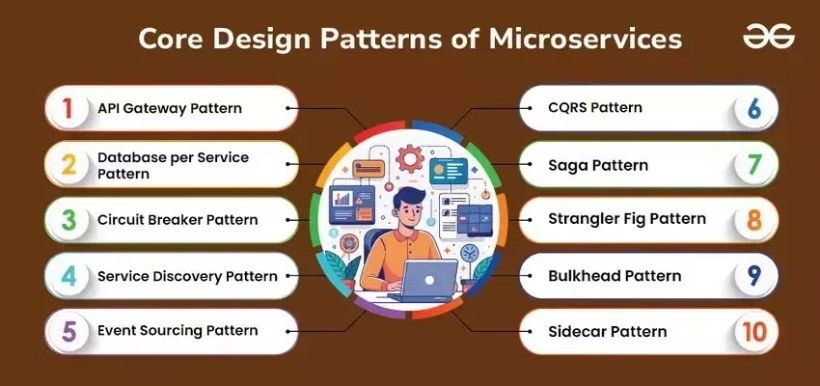 Core Design Patterns of Microservices
1 API Gateway Pattern
2 Database per Service
Pattern
3 Circuit Breaker Pattern
4 Service Discovery Pattern
5 Event Sourcing Pattern
CQRS Pattern 6
Saga Pattern 7
Strangler Fig Pattern 8
Bulkhead Pattern 9
Sidecar Pattern 10